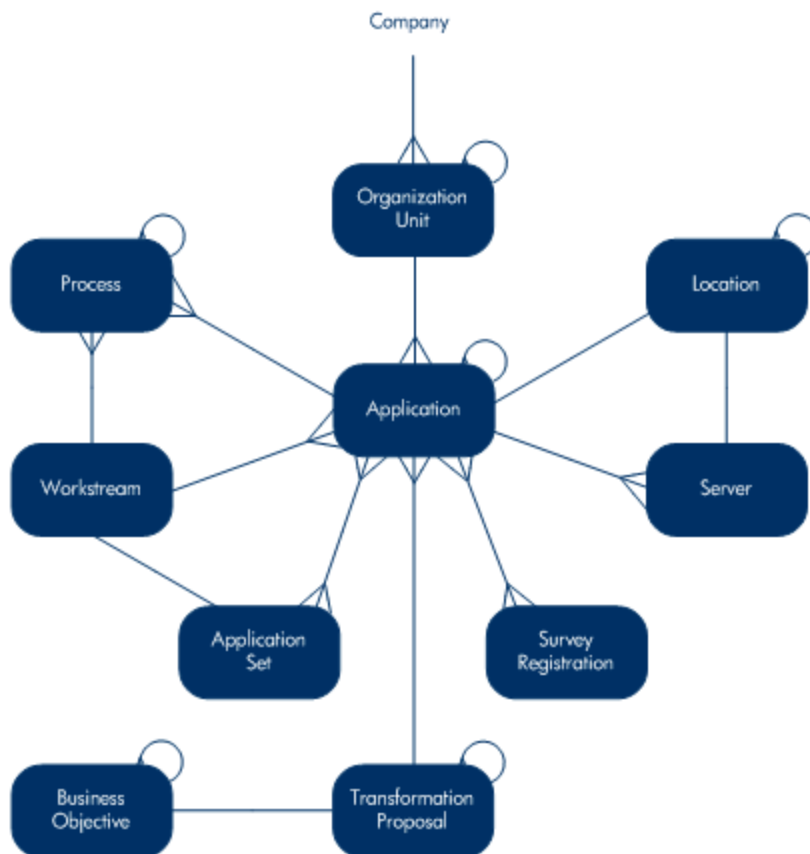 Company
Organization
Unit
Process
Location
Application
Workstream
Server
Application
Set
Survey
Registration
Business
Objective
Transformation
Proposal